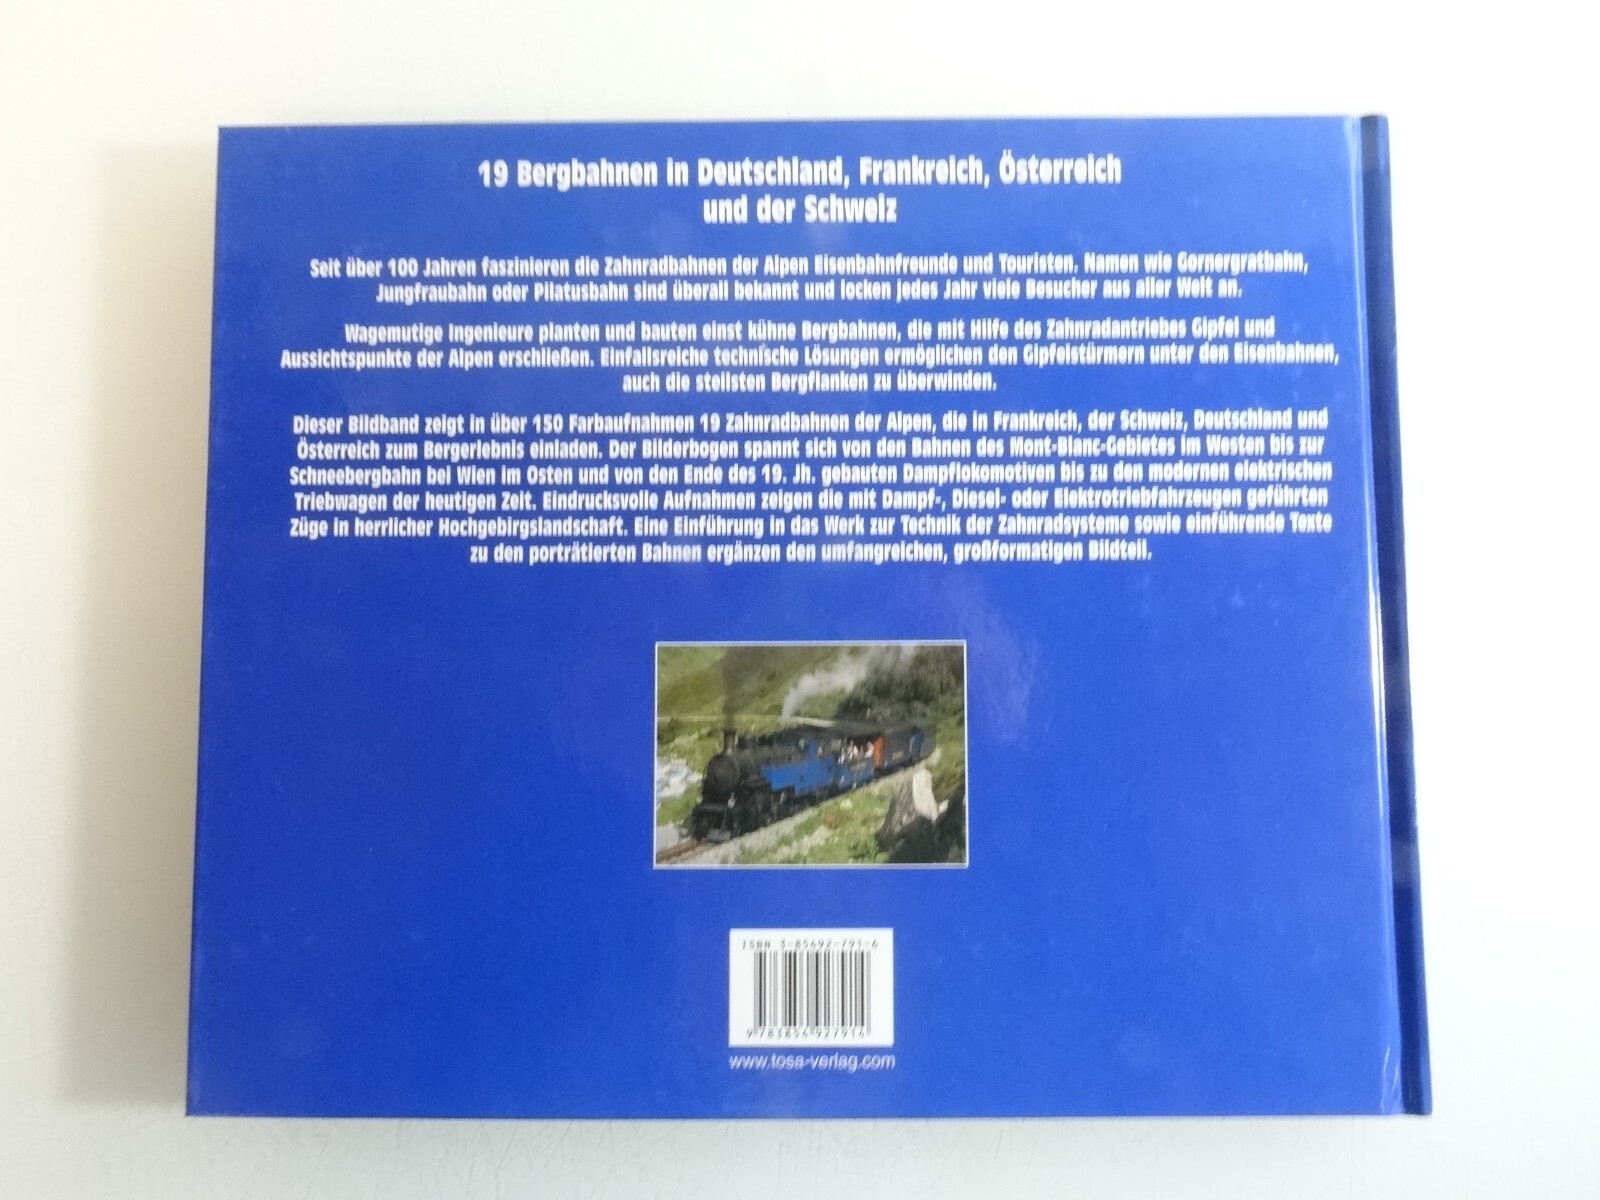 19 Bergbahnen in Deutschland, Frankreich, Österreich
und der Schweiz
Seit über 100 Jahren faszinieren die Zahnradbahnen der Alpen Eisenbahnfreunde und Touristen. Namen wie Gornergratbahn,
Jungfraubahn oder Pilatusbahn sind überall bekannt und locken jedes Jahr viele Besucher aus aller Welt an.
Wagemutige Ingenieure planten und bauten einst kühne Bergbahnen, die mit Hilfe des Zahnradantriebes Gipfel und
Aussichtspunkte der Alpen erschließen. Einfallsreiche technische Lösungen ermöglichen den Gipfelstürmern unter den Eisenbahnen,
auch die steilsten Bergflanken zu überwinden.
Dieser Bildband zeigt in über 150 Farbaufnahmen 19 Zahnradbahnen der Alpen, die in Frankreich, der Schweiz, Deutschland und
Österreich zum Bergerlebnis einladen. Der Bilderbogen spannt sich von den Bahnen des Mont-Blanc-Gebietes im Westen bis zur
Schneebergbahn bei Wien im Osten und von den Ende des 19. Jh. gebauten Dampflokomotiven bis zu den modernen elektrischen
Triebwagen der heutigen Zeit. Eindrucksvolle Aufnahmen zeigen die mit Dampf-, Diesel- oder Elektrotriebfahrzeugen geführten
Züge in herrlicher Hochgebirgslandschaft. Eine Einführung in das Werk zur Technik der Zahnradsysteme sowie einführende Texte
zu den porträtierten Bahnen ergänzen den umfangreichen, großformatigen Bildteil.
ISBN 3-85492-791-6
9 783854 927914
www.tosa-verlag.com